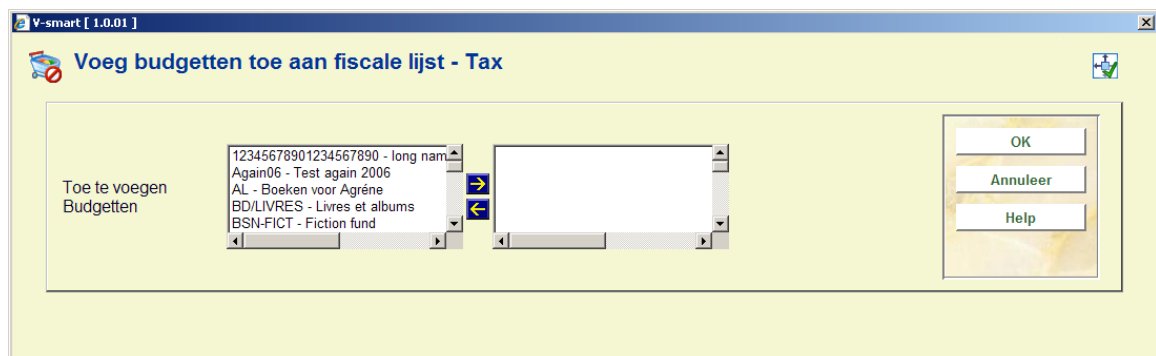 V-smart [ 1.0.01 ]
Voeg budgetten toe aan fiscale lijst - Tax
Toe te voegen
Budgetten
12345678901234567890 - long nam
Again06 - Test again 2006
AL - Boeken voor Agréne
BD/LIVRES - Livres et albums
BSN-FICT - Fiction fund
OK
Annuleer
Help